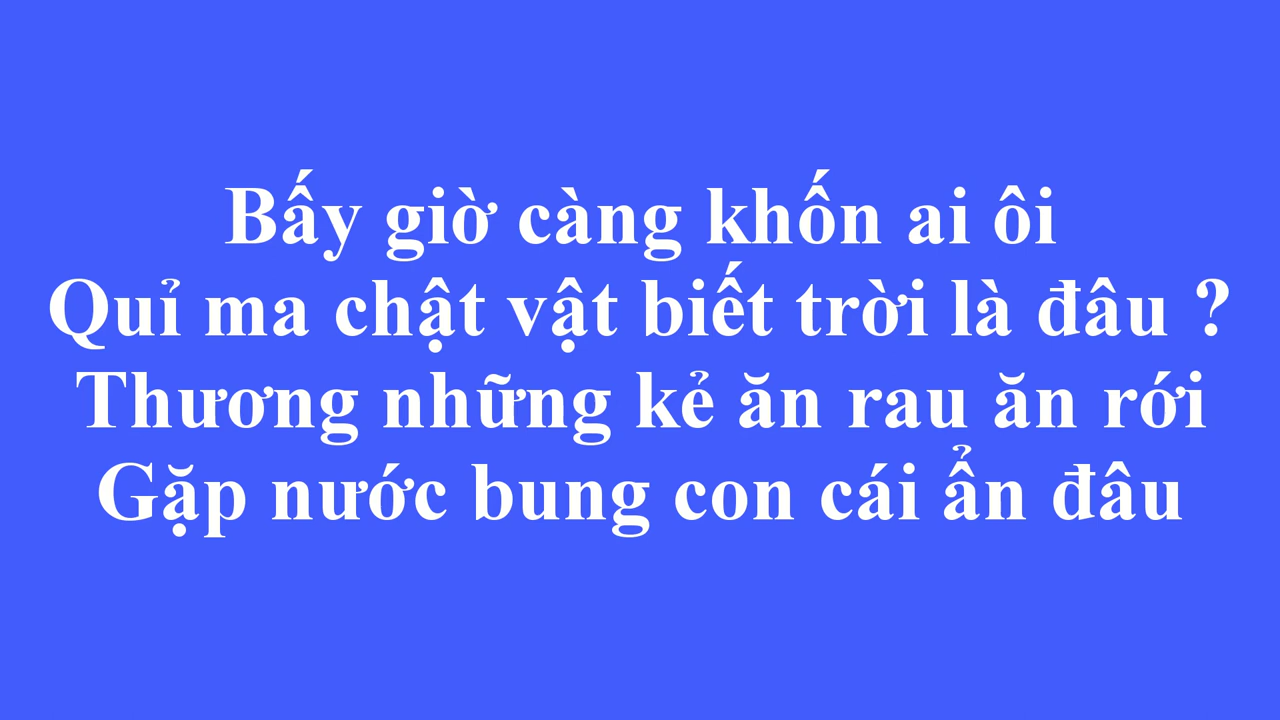 Bấy giờ càng khốn ai ôi
Quỉ ma chật vật biết trời là đâu ?
Thương những kẻ ăn rau ăn rới
Gặp nước bung con cái ẩn đâu